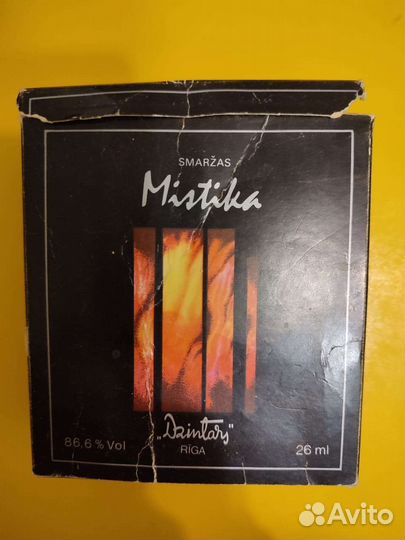 SMARŽAS
Mistika
86,6% Vol
„Dzintars"
RĪGA
26 ml
Avito